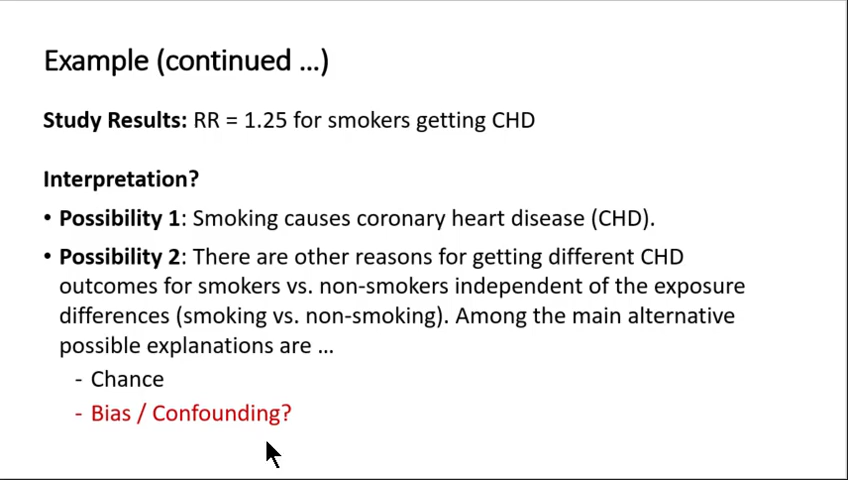 Example (continued ...)
Study Results: RR = 1.25 for smokers getting CHD
Interpretation?
• Possibility 1: Smoking causes coronary heart disease (CHD).
• Possibility 2: There are other reasons for getting different CHD
outcomes for smokers vs. non-smokers independent of the exposure
differences (smoking vs. non-smoking). Among the main alternative
possible explanations are ...
- Chance
- Bias / Confounding?